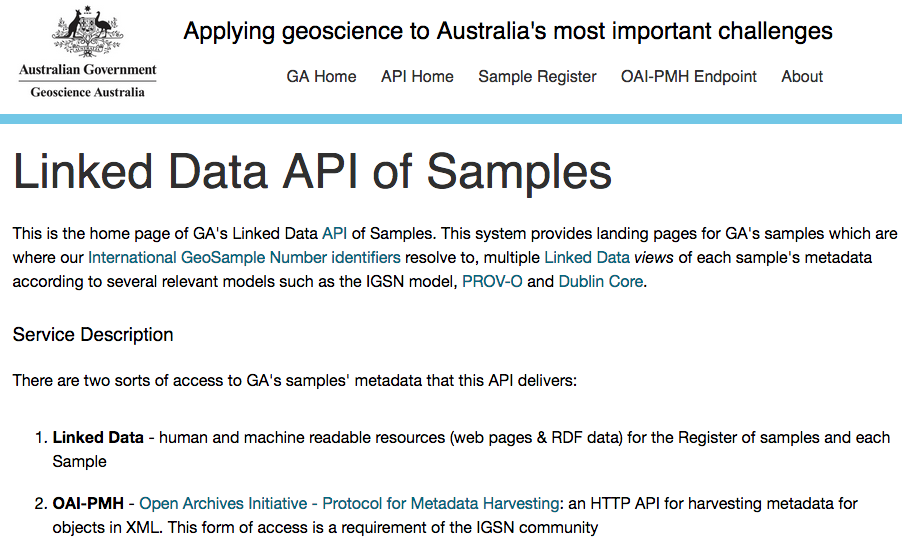 Applying geoscience to Australia's most important challenges
Australian Government
Geoscience Australia
GA Home API Home Sample Register OAI-PMH Endpoint About
Linked Data API of Samples
This is the home page of GA's Linked Data API of Samples. This system provides landing pages for GA's samples which are
where our International GeoSample Number identifiers resolve to, multiple Linked Data views of each sample's metadata
according to several relevant models such as the IGSN model, PROV-O and Dublin Core.
Service Description
There are two sorts of access to GA's samples' metadata that this API delivers:
1. Linked Data - human and machine readable resources (web pages & RDF data) for the Register of samples and each
Sample
2. OAI-PMH - Open Archives Initiative - Protocol for Metadata Harvesting: an HTTP API for harvesting metadata for
objects in XML. This form of access is a requirement of the IGSN community